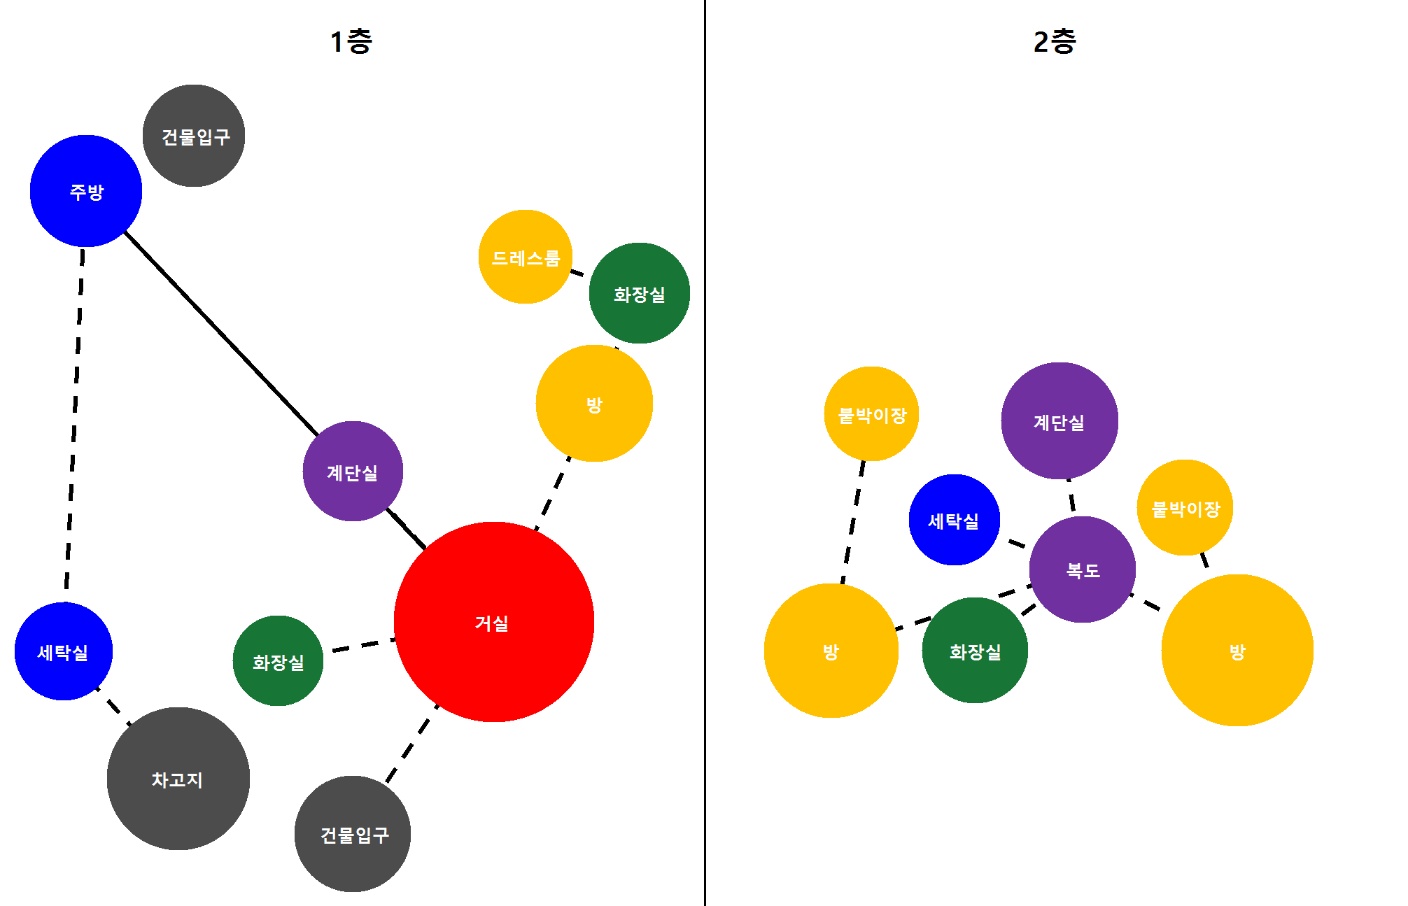 1층
건물입구
주방
드레스룸
화장실
방
계단실
거실
세탁실
화장실
차고지
건물입구
2층
붙박이장
계단실
붙박이장
세탁실
복도
방
화장실
방